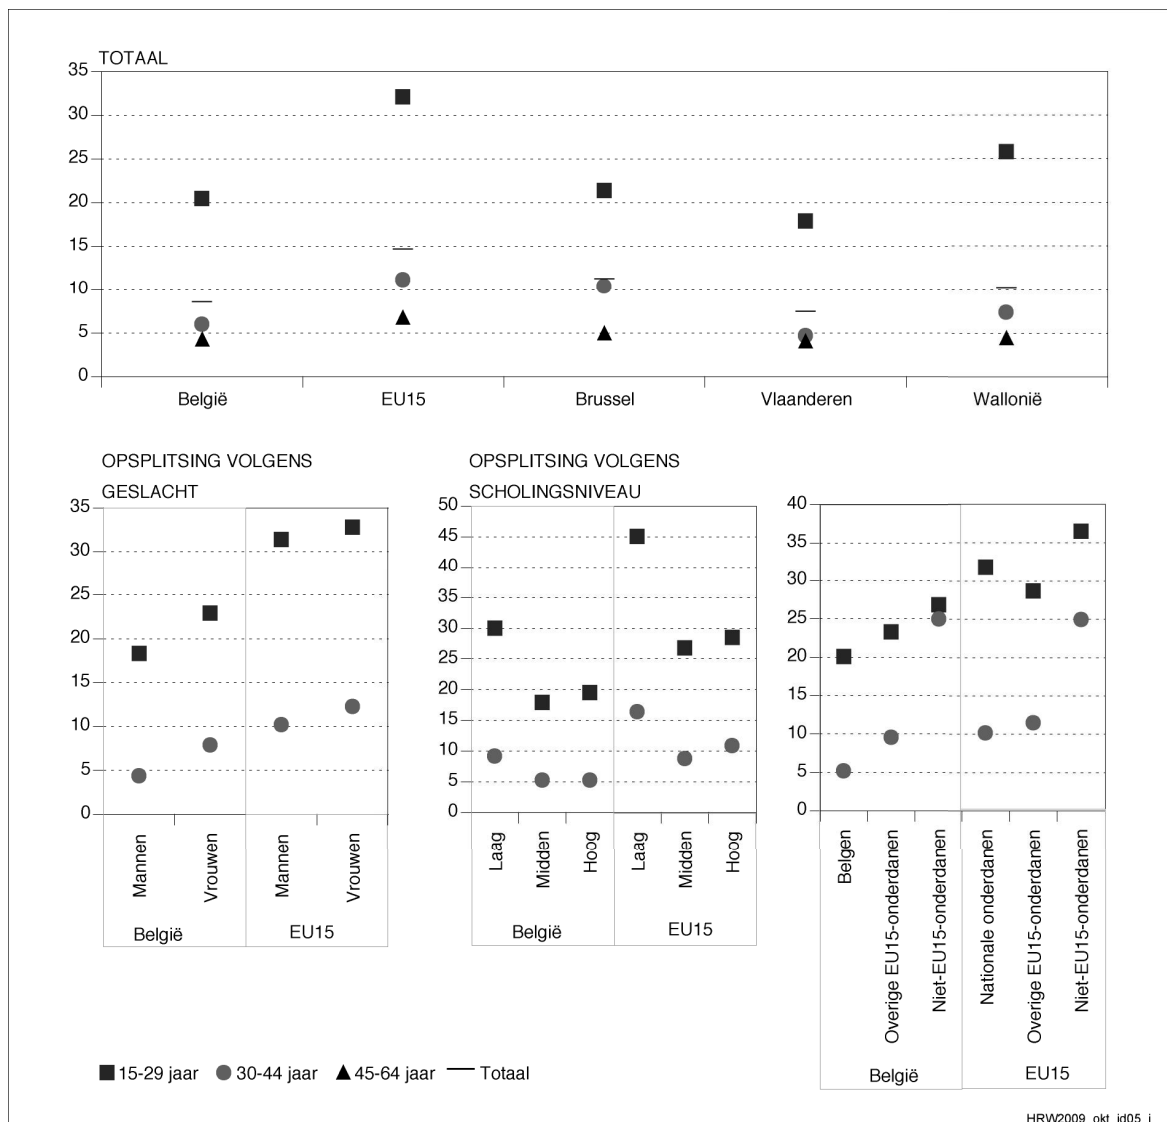 TOTAAL
35
30
25
20
15
10
5
0
België
EU15
Brussel
Vlaanderen
Wallonië
OPSPLITSING VOLGENS
GESLACHT
35
30
25
20
15
10
5
0
Mannen
Vrouwen
Mannen
Vrouwen
België
EU15
OPSPLITSING VOLGENS
SCHOLINGSNIVEAU
50
45
40
35
30
25
20
15
10
5
0
Laag
Midden
Hoog
Laag
Midden
Hoog
België
EU15
40
35
30
25
20
15
10
5
0
Belgen
Overige EU15-onderdanen
Niet-EU15-onderdanen
Nationale onderdanen
Overige EU15-onderdanen
Niet-EU15-onderdanen
België
EU15
15-29 jaar
30-44 jaar
45-64 jaar
Totaal
HRW2009_okt_id05_i